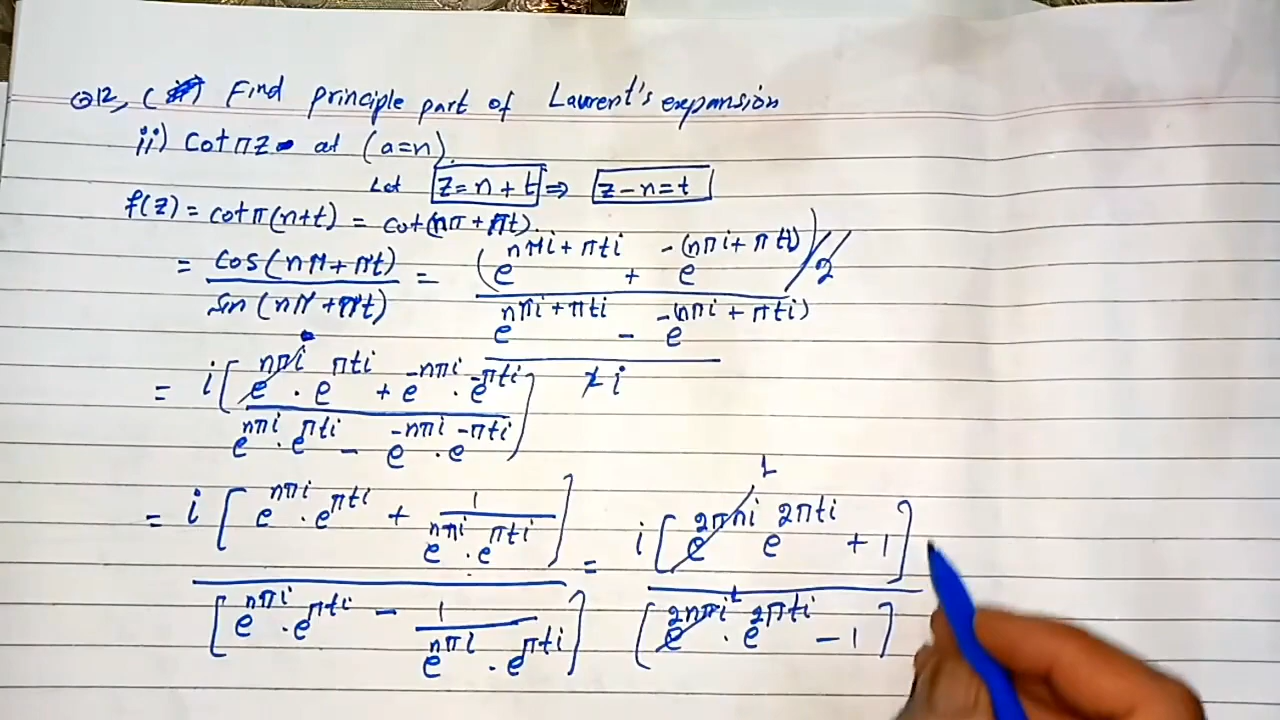 Q12, (ii) Find principle part of Laurent's expansion
ii) Cot πz at (a=n).
Let z=n+t ⇒ z-n=t
f(z) = cot π(n+t) = cot(nπ+πt).
= cos(nπ+πt) / sin(nπ+πt) = (e^(nπi+πti) + e^-(nπi+πti))/2 / (e^(nπi+πti) - e^-(nπi+πti)) / 2i
= i[e^nπi · e^πti + e^-nπi · e^-πti] / [e^nπi · e^πti - e^-nπi · e^-πti]
= i[e^nπi · e^πti + 1/(e^nπi · e^πti)] / [e^nπi · e^πti - 1/(e^nπi · e^πti)] = i[e^2πni e^2πti + 1] / [e^2nπi · e^2πti - 1]